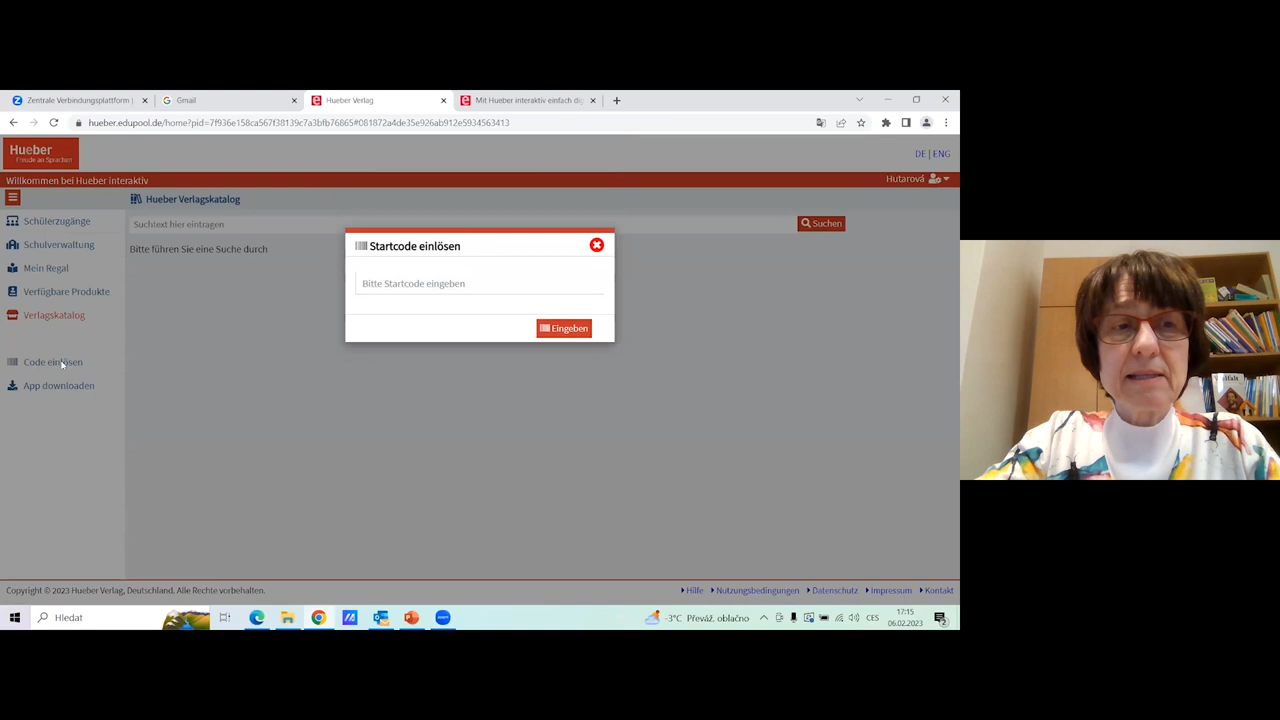 Zentrale Verbindungsplattform |
Gmail
Hueber Verlag
Mit Hueber interaktiv einfach dig
hueber.edupool.de/home?pid=7f936e158ca567f38139c7a3bfb76865#081872a4de35e926ab912e5934563413
Hueber
Freude an Sprachen
DE | ENG
Willkommen bei Hueber interaktiv
Hutarová
Hueber Verlagskatalog
Schülerzugänge
Schulverwaltung
Mein Regal
Verfügbare Produkte
Verlagskatalog
Code einlösen
App downloaden
Suchtext hier eintragen
Suchen
Bitte führen Sie eine Suche durch
Startcode einlösen
Bitte Startcode eingeben
Eingeben
Copyright © 2023 Hueber Verlag, Deutschland. Alle Rechte vorbehalten.
Hilfe
Nutzungsbedingungen
Datenschutz
Impressum
Kontakt
Hledat
-3°C Převáž. oblačno
CES
17:15
06.02.2023
2